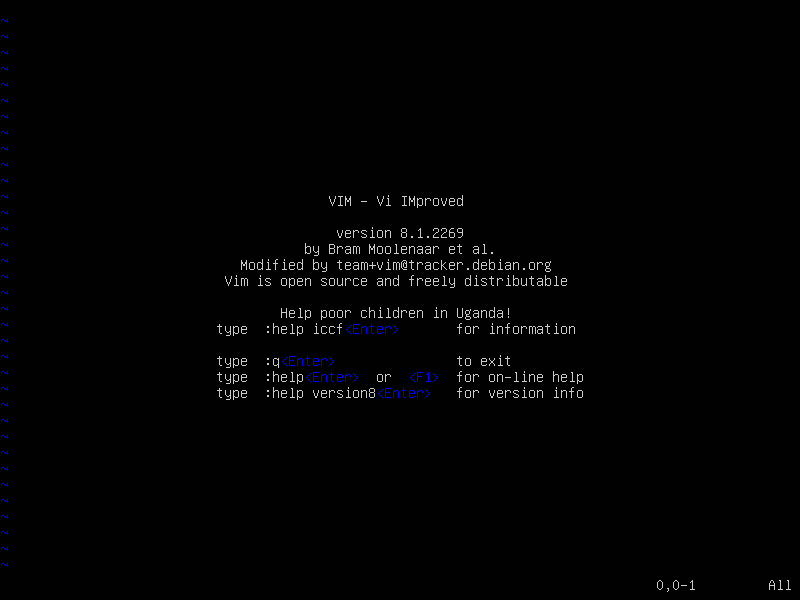 ~
~
~
~
~
~
~
~
~
~
~
~ VIM - Vi IMproved
~
~ version 8.1.2269
~ by Bram Moolenaar et al.
~ Modified by team+vim@tracker.debian.org
~ Vim is open source and freely distributable
~
~ Help poor children in Uganda!
~ type :help iccf<Enter> for information
~
~ type :q<Enter> to exit
~ type :help<Enter> or <F1> for on-line help
~ type :help version8<Enter> for version info
~
~
~
~
~
~
~
~
~
~
~
0,0-1 All